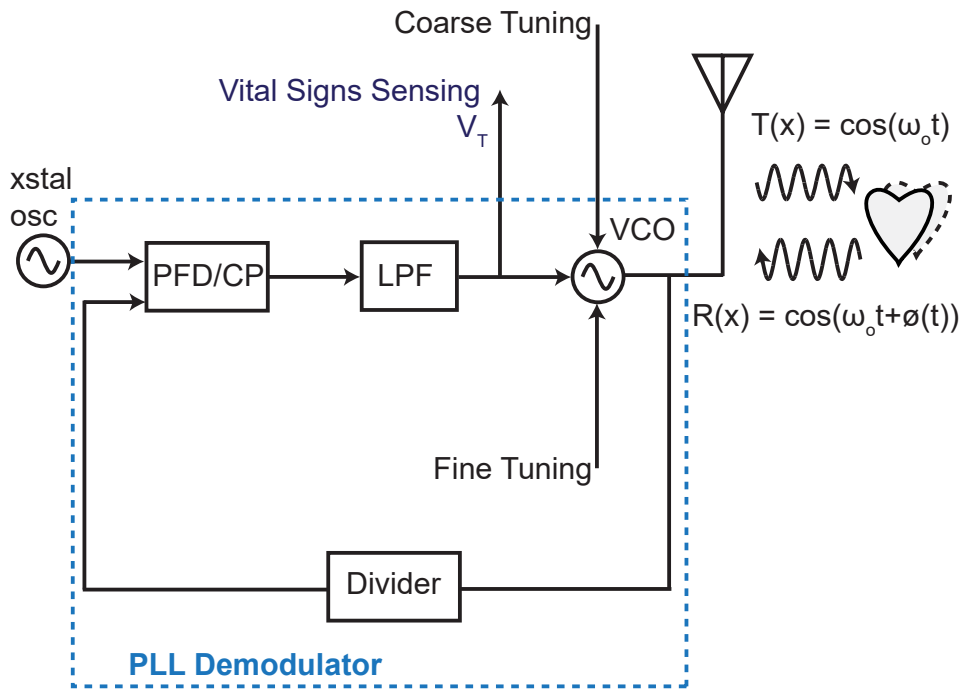 Coarse Tuning
Vital Signs Sensing
V_T
T(x) = cos(ω_o t)
xstal
osc
VCO
PFD/CP
LPF
R(x) = cos(ω_o t+ø(t))
Fine Tuning
Divider
PLL Demodulator